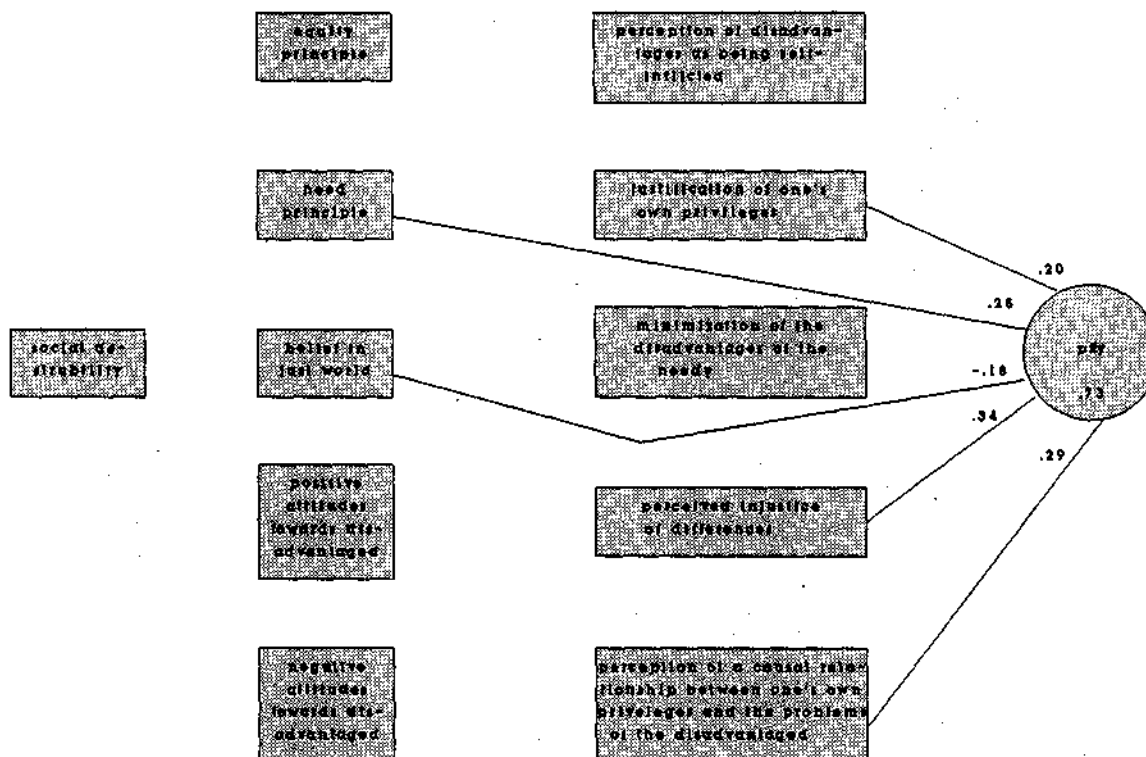 equity
principle
perception of disadvan-
tages as being self-
inflicted
need
principle
justification of one's
own privileges
.20
.26
social de-
sirability
belief in
just world
minimization of the
disadvantages of the
needy
-.18
.73
.34
.29
positive
attitudes
towards dis-
advantaged
perceived injustice
of differences
negative
attitudes
towards dis-
advantaged
perception of a causal rela-
tionship between one's own
priveleges and the problems
of the disadvantaged